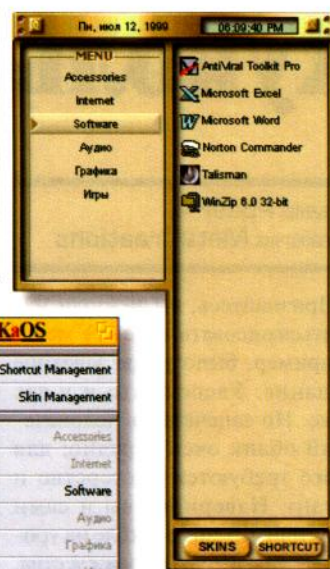 Пн, июл 12, 1999
06:09:40 PM
MENU
Accessories
Internet
Software
Аудио
Графика
Игры
AntiViral Toolkit Pro
Microsoft Excel
Microsoft Word
Norton Commander
Talisman
WinZip 6.0 32-bit
SKINS
SHORTCUT
KaOS
Shortcut Management
Skin Management
Accessories
Internet
Software
Аудио
Графика